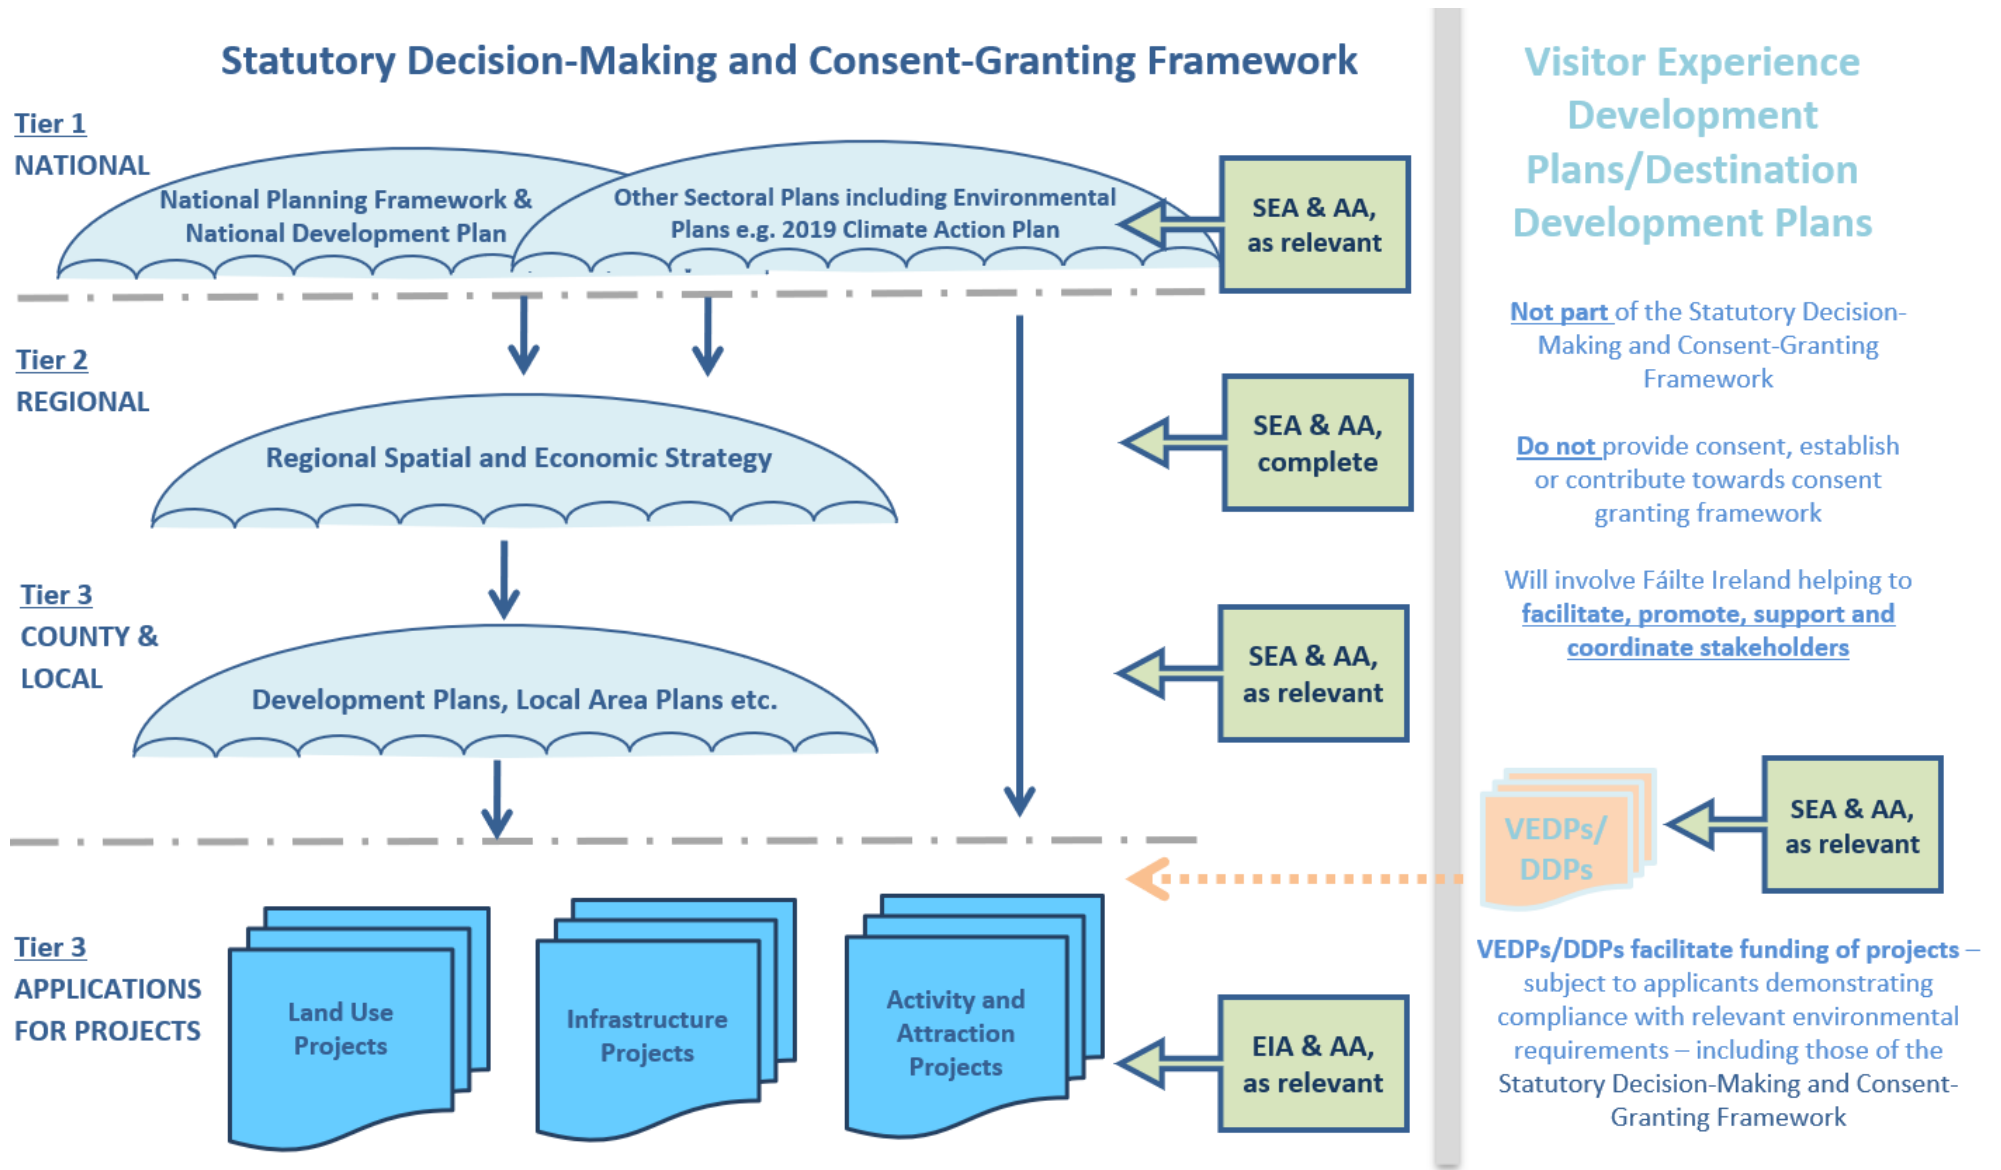 Statutory Decision-Making and Consent-Granting Framework
Tier 1
NATIONAL
National Planning Framework &
National Development Plan
Other Sectoral Plans including Environmental
Plans e.g. 2019 Climate Action Plan
SEA & AA,
as relevant
Tier 2
REGIONAL
Regional Spatial and Economic Strategy
SEA & AA,
complete
Tier 3
COUNTY &
LOCAL
Development Plans, Local Area Plans etc.
SEA & AA,
as relevant
Tier 3
APPLICATIONS
FOR PROJECTS
Land Use
Projects
Infrastructure
Projects
Activity and
Attraction
Projects
EIA & AA,
as relevant
Visitor Experience
Development
Plans/Destination
Development Plans
Not part of the Statutory Decision-
Making and Consent-Granting
Framework
Do not provide consent, establish
or contribute towards consent
granting framework
Will involve Fáilte Ireland helping to
facilitate, promote, support and
coordinate stakeholders
VEDPs/
DDPs
SEA & AA,
as relevant
VEDPs/DDPs facilitate funding of projects –
subject to applicants demonstrating
compliance with relevant environmental
requirements – including those of the
Statutory Decision-Making and Consent-
Granting Framework